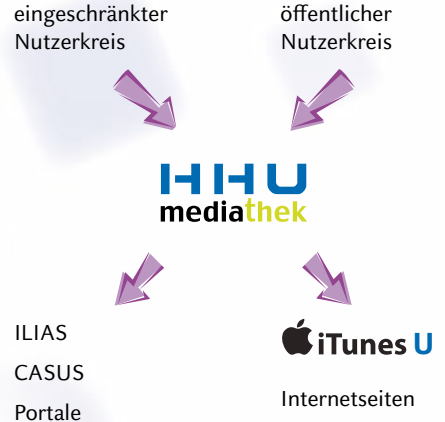 eingeschränkter
Nutzerkreis
öffentlicher
Nutzerkreis
HHU
mediathek
ILIAS
CASUS
Portale
iTunes U
Internetseiten